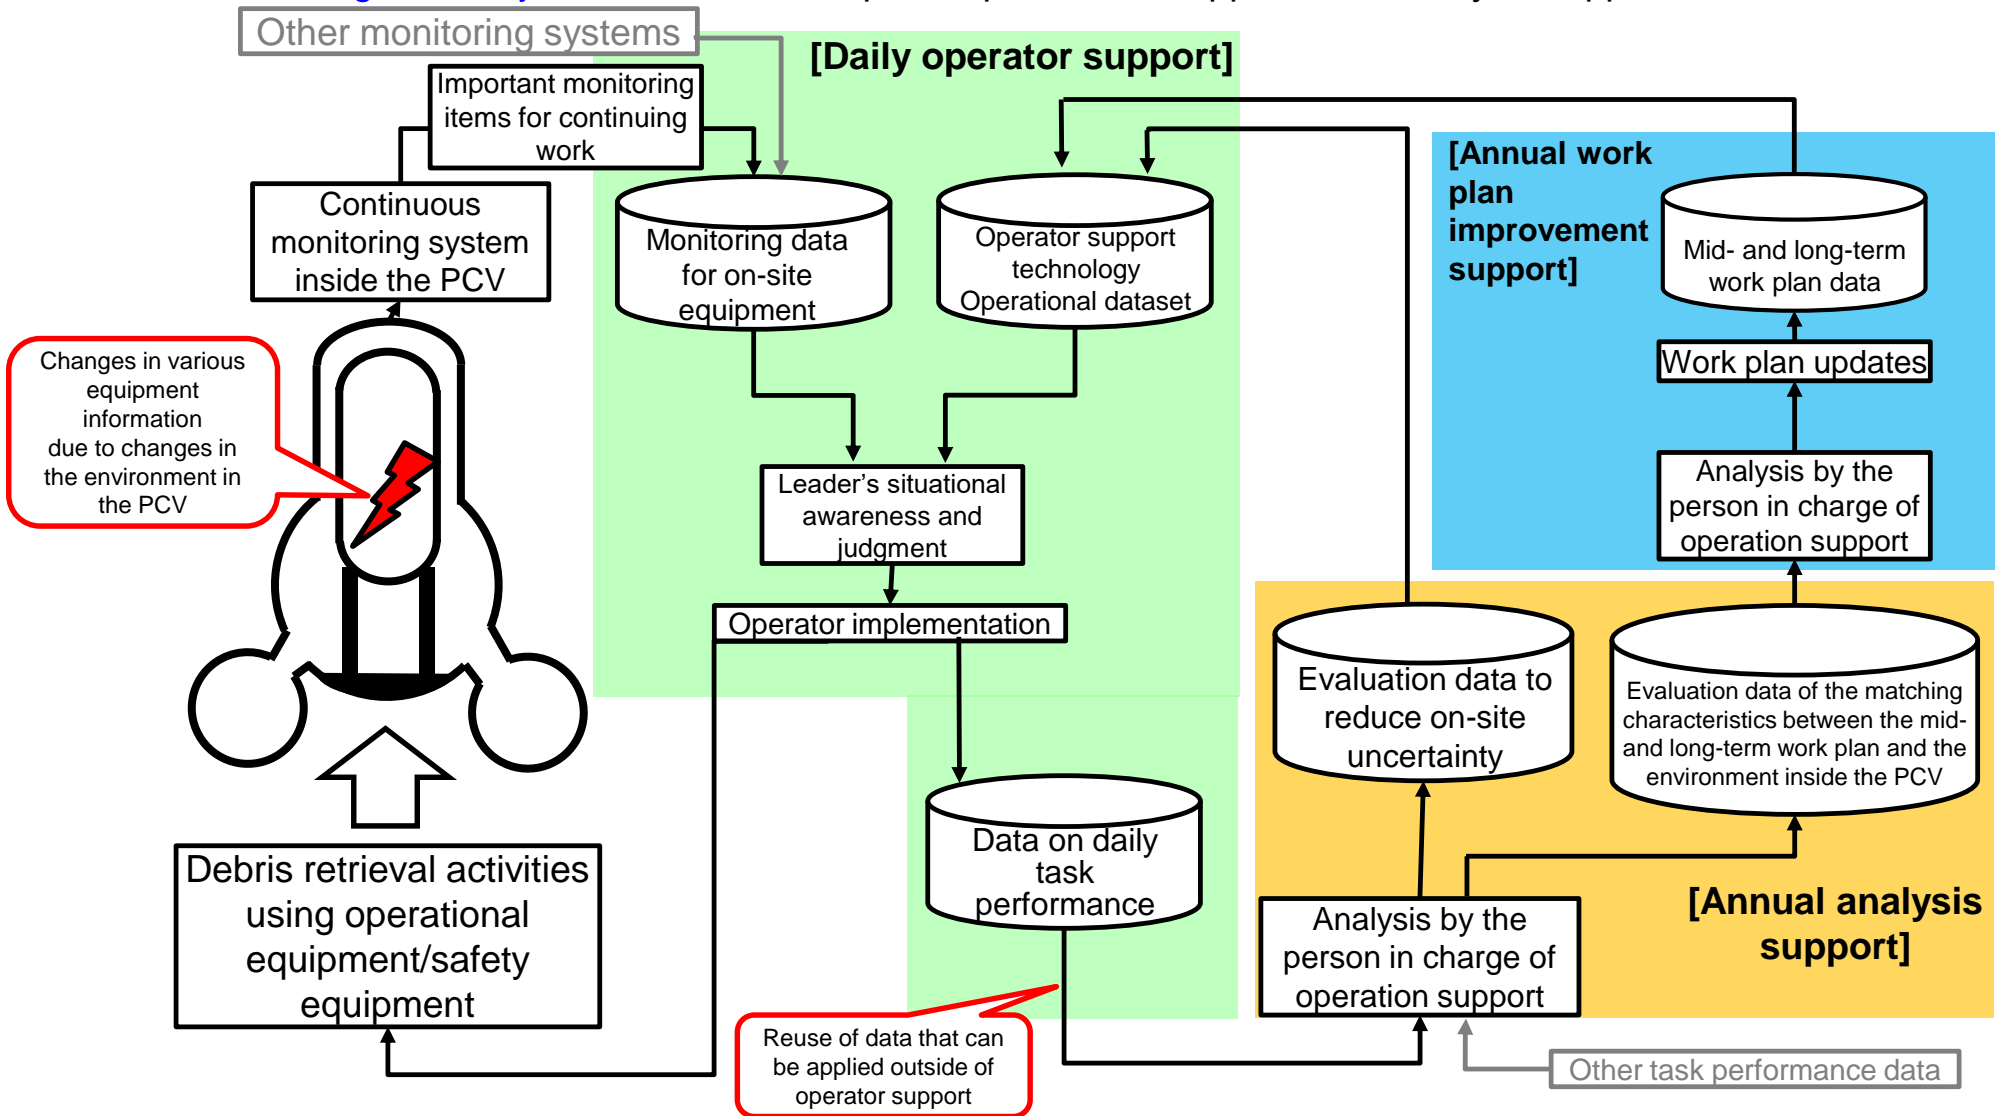 Other monitoring systems
[Daily operator support]
Important monitoring
items for continuing
work
Continuous
monitoring system
inside the PCV
Monitoring data
for on-site
equipment
Operator support
technology
Operational dataset
[Annual work
plan
improvement
support]
Mid- and long-term
work plan data
Work plan updates
Changes in various
equipment
information
due to changes in
the environment in
the PCV
Leader's situational
awareness and
judgment
Analysis by the
person in charge of
operation support
Operator implementation
Evaluation data to
reduce on-site
uncertainty
Evaluation data of the matching
characteristics between the mid-
and long-term work plan and the
environment inside the PCV
Data on daily
task
performance
Debris retrieval activities
using operational
equipment/safety
equipment
Analysis by the
person in charge of
operation support
[Annual analysis
support]
Reuse of data that can
be applied outside of
operator support
Other task performance data